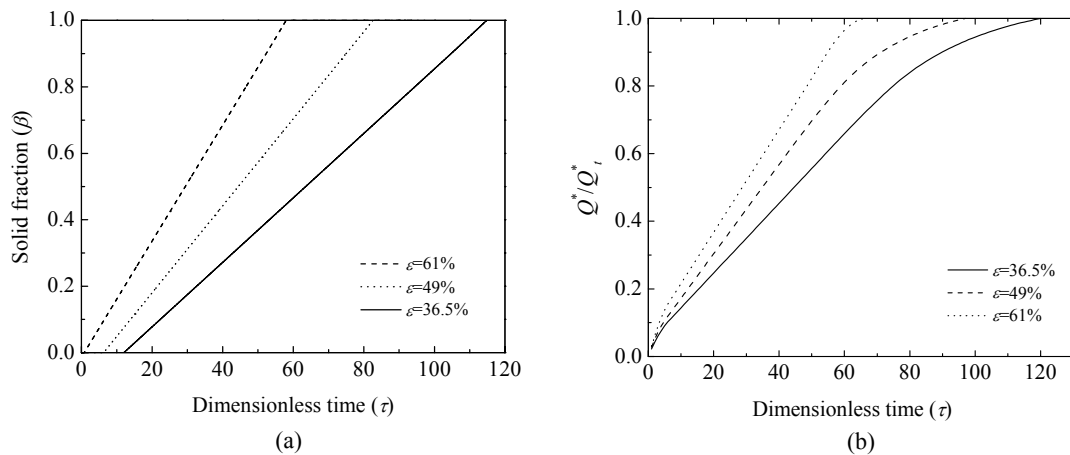 1.0
0.8
0.6
0.4
0.2
0.0
Solid fraction (β)
ε=61%
ε=49%
ε=36.5%
0 20 40 60 80 100 120
Dimensionless time (τ)
(a)
1.0
0.8
0.6
0.4
0.2
0.0
Q*/Q*t
ε=36.5%
ε=49%
ε=61%
0 20 40 60 80 100 120
Dimensionless time (τ)
(b)